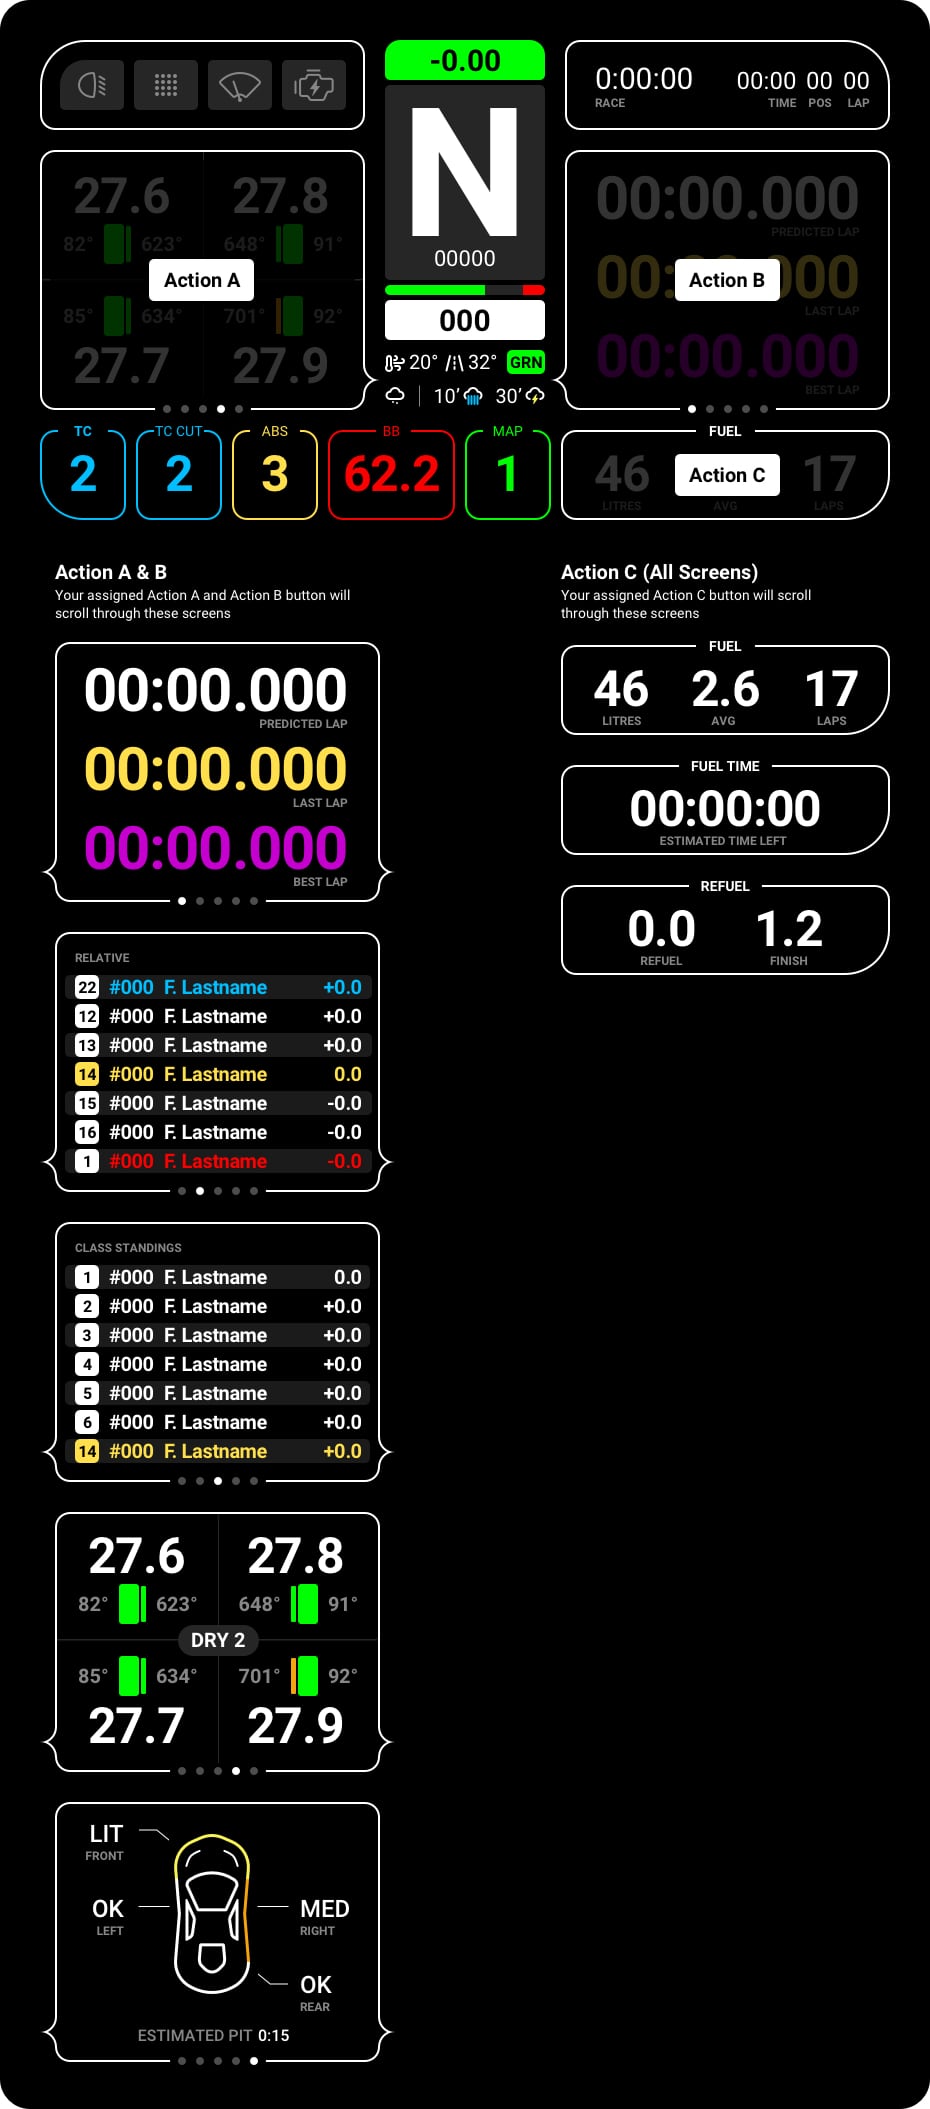 -0.00
N
00000
000
20° 32° GRN
10' 30'
0:00:00 00:00 00 00
RACE TIME POS LAP
27.6 27.8
82° 623° 648° 91°
Action A
85° 634° 701° 92°
27.7 27.9
00:00.000
PREDICTED LAP
00:00.000
Action B
LAST LAP
00:00.000
BEST LAP
TC TC CUT ABS BB MAP FUEL
2 2 3 62.2 1 46 Action C 17
LITRES AVG LAPS
Action A & B
Your assigned Action A and Action B button will
scroll through these screens
00:00.000
PREDICTED LAP
00:00.000
LAST LAP
00:00.000
BEST LAP
RELATIVE
22 #000 F. Lastname +0.0
12 #000 F. Lastname +0.0
13 #000 F. Lastname +0.0
14 #000 F. Lastname 0.0
15 #000 F. Lastname -0.0
16 #000 F. Lastname -0.0
1 #000 F. Lastname -0.0
CLASS STANDINGS
1 #000 F. Lastname 0.0
2 #000 F. Lastname +0.0
3 #000 F. Lastname +0.0
4 #000 F. Lastname +0.0
5 #000 F. Lastname +0.0
6 #000 F. Lastname +0.0
14 #000 F. Lastname +0.0
27.6 27.8
82° 623° 648° 91°
DRY 2
85° 634° 701° 92°
27.7 27.9
LIT
FRONT
OK MED
LEFT RIGHT
OK
REAR
ESTIMATED PIT 0:15
Action C (All Screens)
Your assigned Action C button will scroll
through these screens
FUEL
46 2.6 17
LITRES AVG LAPS
FUEL TIME
00:00:00
ESTIMATED TIME LEFT
REFUEL
0.0 1.2
REFUEL FINISH